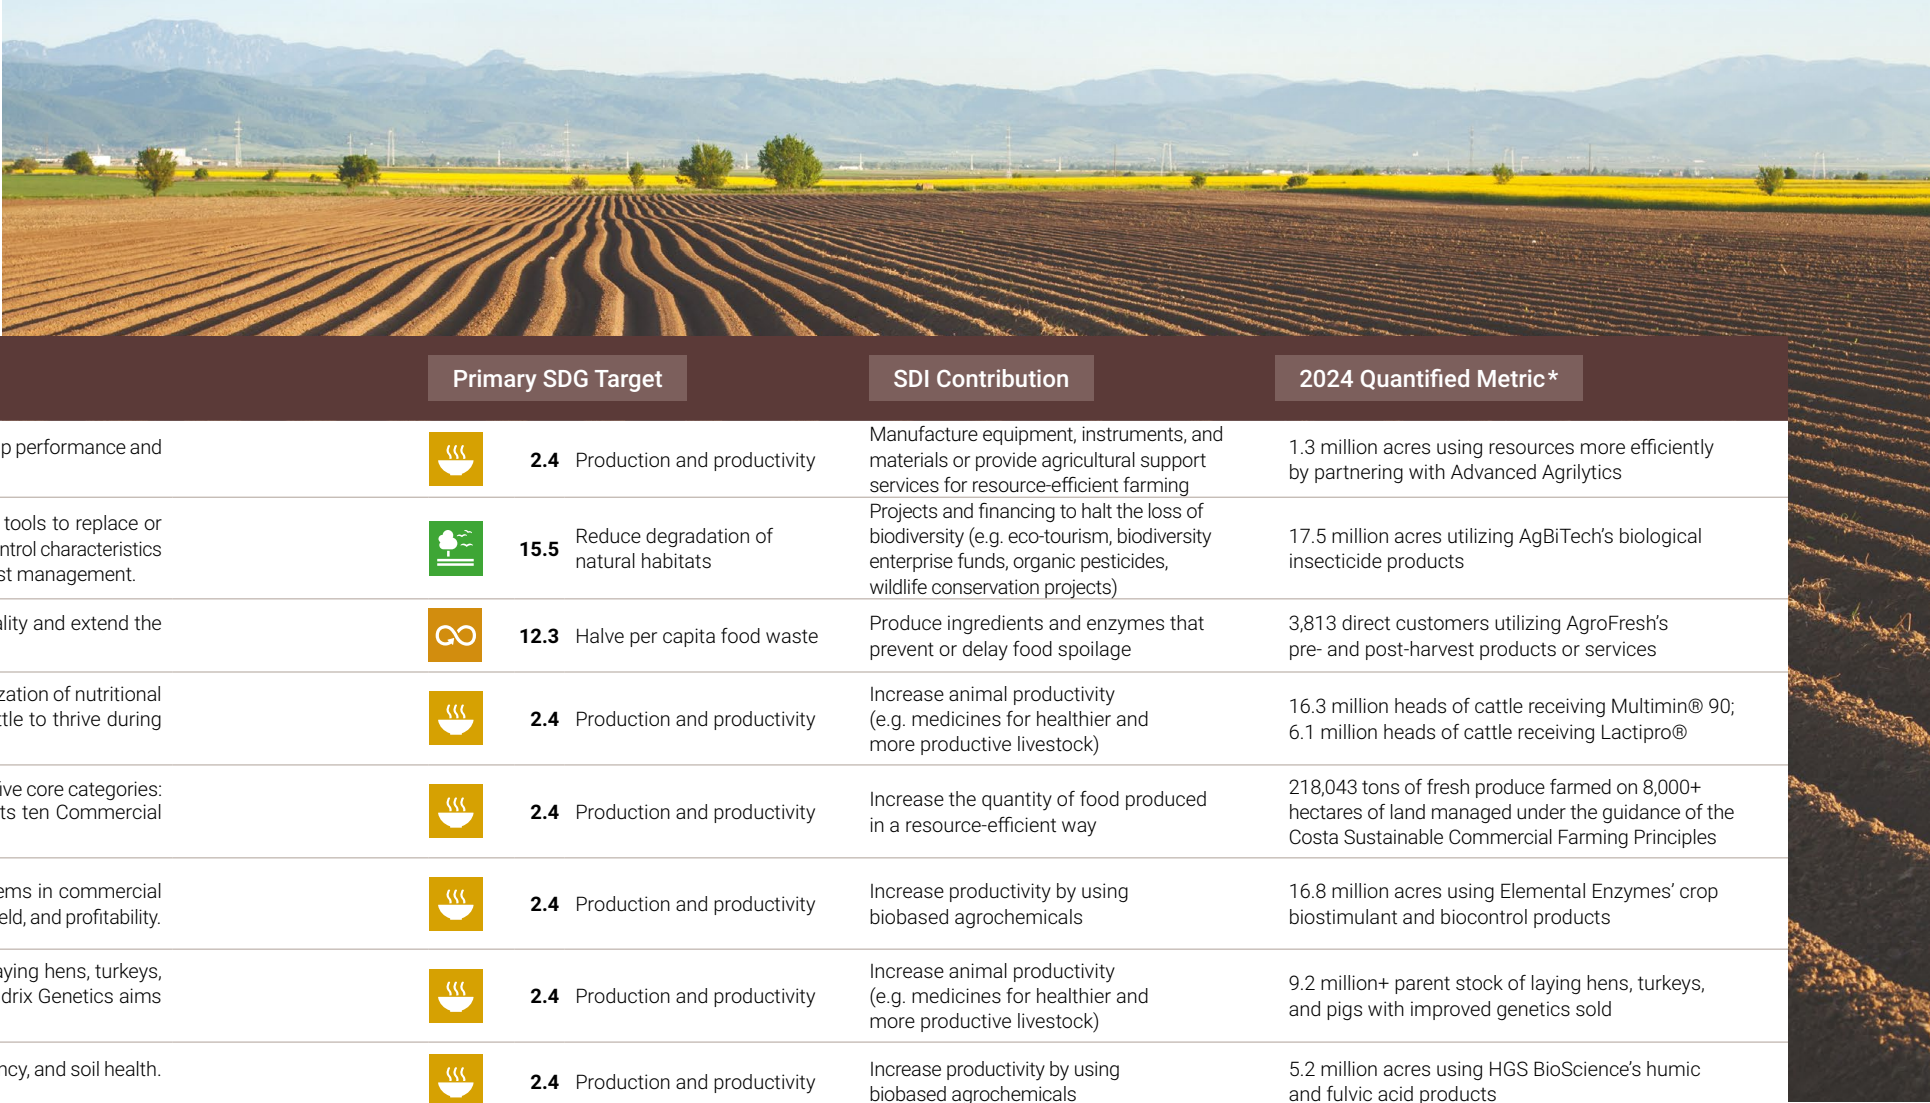 Primary SDG Target
SDI Contribution
2024 Quantified Metric*
p performance and
2.4 Production and productivity
Manufacture equipment, instruments, and
materials or provide agricultural support
services for resource-efficient farming
1.3 million acres using resources more efficiently
by partnering with Advanced Agrilytics
tools to replace or
ntrol characteristics
st management.
15.5 Reduce degradation of
natural habitats
Projects and financing to halt the loss of
biodiversity (e.g. eco-tourism, biodiversity
enterprise funds, organic pesticides,
wildlife conservation projects)
17.5 million acres utilizing AgBiTech’s biological
insecticide products
ality and extend the
12.3 Halve per capita food waste
Produce ingredients and enzymes that
prevent or delay food spoilage
3,813 direct customers utilizing AgroFresh’s
pre- and post-harvest products or services
zation of nutritional
ttle to thrive during
2.4 Production and productivity
Increase animal productivity
(e.g. medicines for healthier and
more productive livestock)
16.3 million heads of cattle receiving Multimin® 90;
6.1 million heads of cattle receiving Lactipro®
ive core categories:
ts ten Commercial
2.4 Production and productivity
Increase the quantity of food produced
in a resource-efficient way
218,043 tons of fresh produce farmed on 8,000+
hectares of land managed under the guidance of the
Costa Sustainable Commercial Farming Principles
ems in commercial
eld, and profitability.
2.4 Production and productivity
Increase productivity by using
biobased agrochemicals
16.8 million acres using Elemental Enzymes’ crop
biostimulant and biocontrol products
aying hens, turkeys,
drix Genetics aims
2.4 Production and productivity
Increase animal productivity
(e.g. medicines for healthier and
more productive livestock)
9.2 million+ parent stock of laying hens, turkeys,
and pigs with improved genetics sold
ncy, and soil health.
2.4 Production and productivity
Increase productivity by using
biobased agrochemicals
5.2 million acres using HGS BioScience’s humic
and fulvic acid products